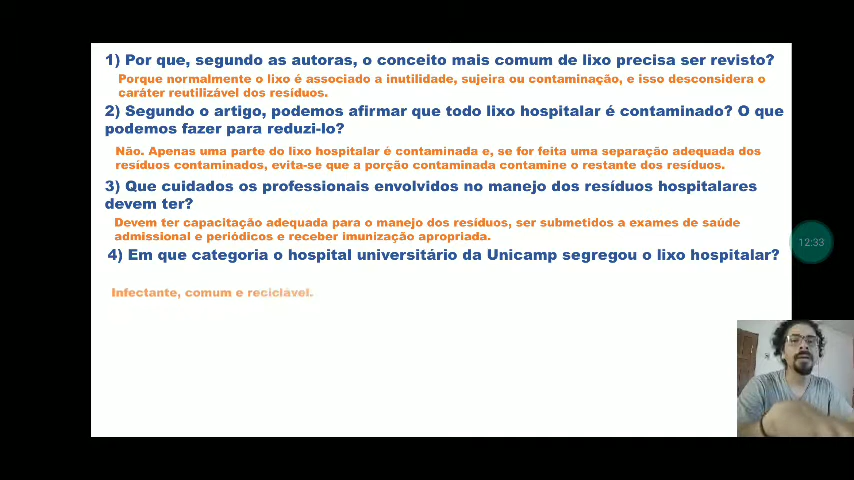 1) Por que, segundo as autoras, o conceito mais comum de lixo precisa ser revisto?
Porque normalmente o lixo é associado a inutilidade, sujeira ou contaminação, e isso desconsidera o
caráter reutilizável dos resíduos.
2) Segundo o artigo, podemos afirmar que todo lixo hospitalar é contaminado? O que
podemos fazer para reduzi-lo?
Não. Apenas uma parte do lixo hospitalar é contaminada e, se for feita uma separação adequada dos
resíduos contaminados, evita-se que a porção contaminada contamine o restante dos resíduos.
3) Que cuidados os professionais envolvidos no manejo dos resíduos hospitalares
devem ter?
Devem ter capacitação adequada para o manejo dos resíduos, ser submetidos a exames de saúde
admissional e periódicos e receber imunização apropriada.
12:33
4) Em que categoria o hospital universitário da Unicamp segregou o lixo hospitalar?
Infectante, comum e reciclável.